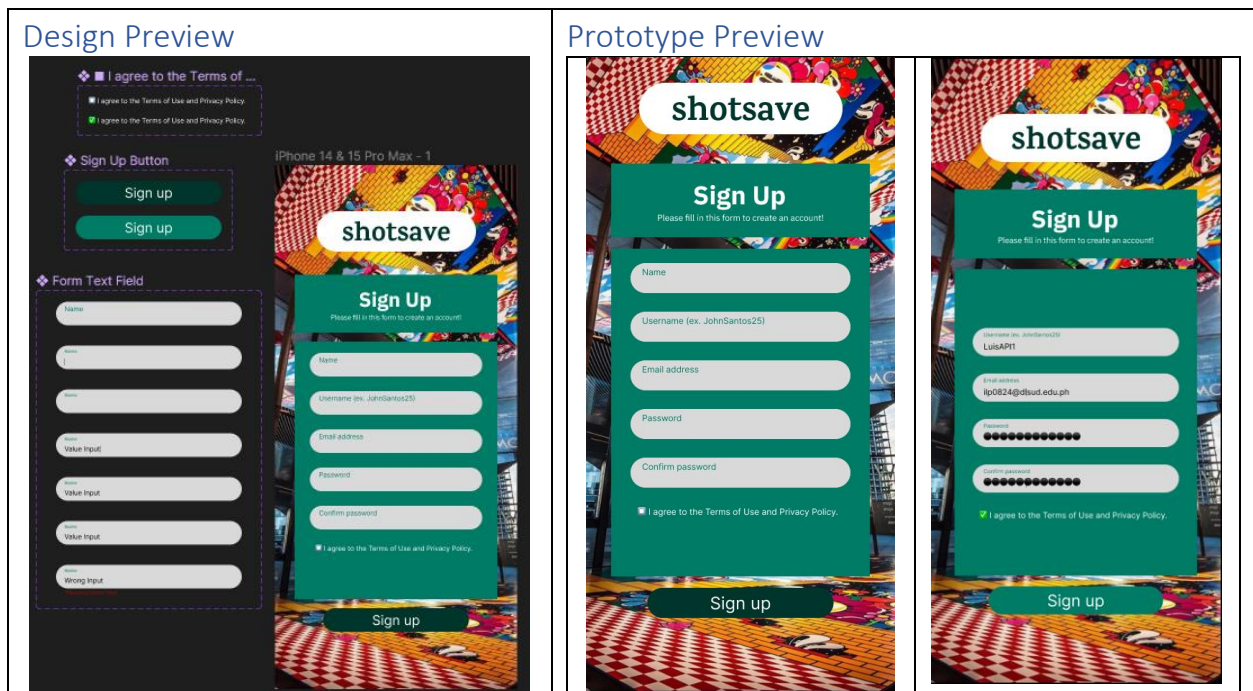 Design Preview
❖ ■ I agree to the Terms of ...
I agree to the Terms of Use and Privacy Policy.
I agree to the Terms of Use and Privacy Policy.
❖ Sign Up Button
Sign up
Sign up
❖ Form Text Field
Name
Name
Name
Name
Value Input
Name
Value Input
Name
Value Input
Name
Wrong Input
iPhone 14 & 15 Pro Max - 1
shotsave
Sign Up
Please fill in this form to create an account!
Name
Username (ex. JohnSantos25)
Email address
Password
Confirm password
I agree to the Terms of Use and Privacy Policy.
Sign up
Prototype Preview
shotsave
Sign Up
Please fill in this form to create an account!
Name
Username (ex. JohnSantos25)
Email address
Password
Confirm password
I agree to the Terms of Use and Privacy Policy.
Sign up
shotsave
Sign Up
Please fill in this form to create an account!
Username (ex. JohnSantos25)
LuisAPI1
Email address
ilp0824@dlsud.edu.ph
Password
●●●●●●●●●●●●
Confirm password
●●●●●●●●●●●●
I agree to the Terms of Use and Privacy Policy.
Sign up